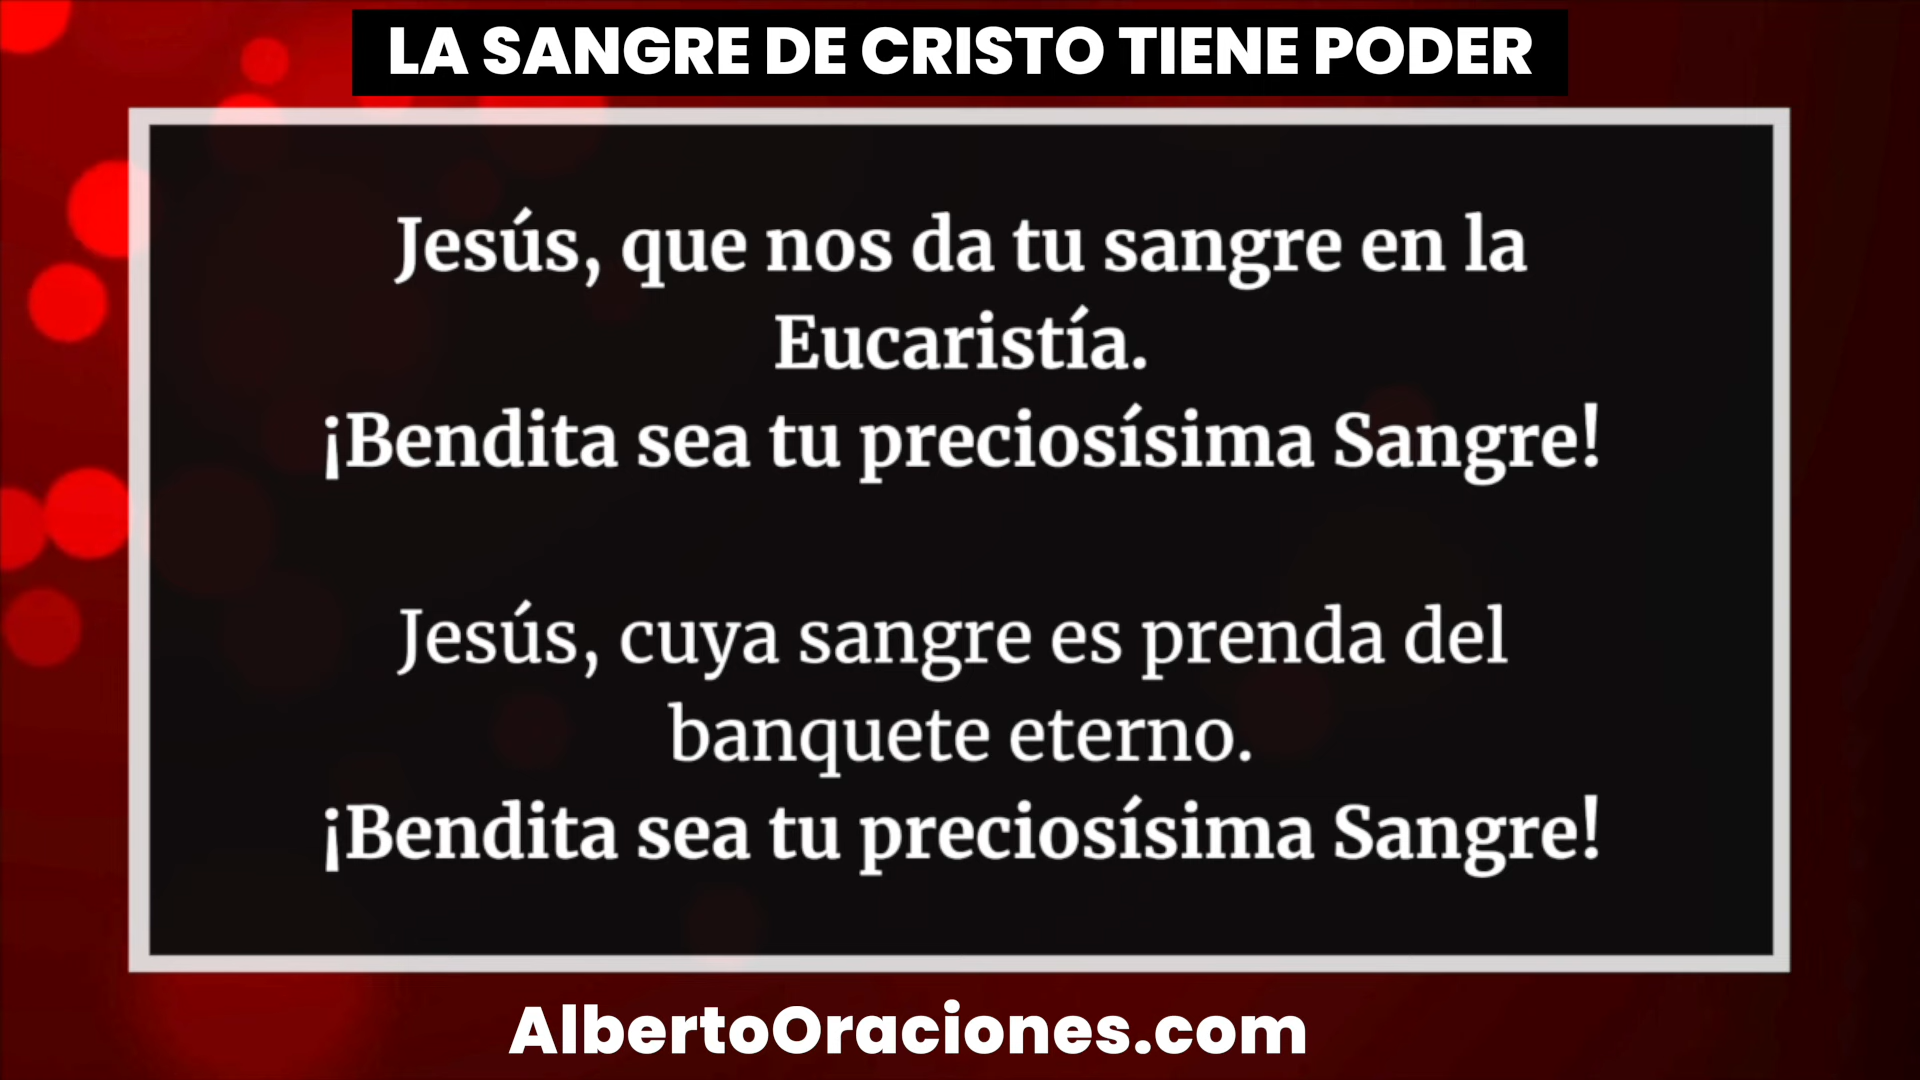 LA SANGRE DE CRISTO TIENE PODER
Jesús, que nos da tu sangre en la
Eucaristía.
¡Bendita sea tu preciosísima Sangre!
Jesús, cuya sangre es prenda del
banquete eterno.
¡Bendita sea tu preciosísima Sangre!
AlbertoOraciones.com